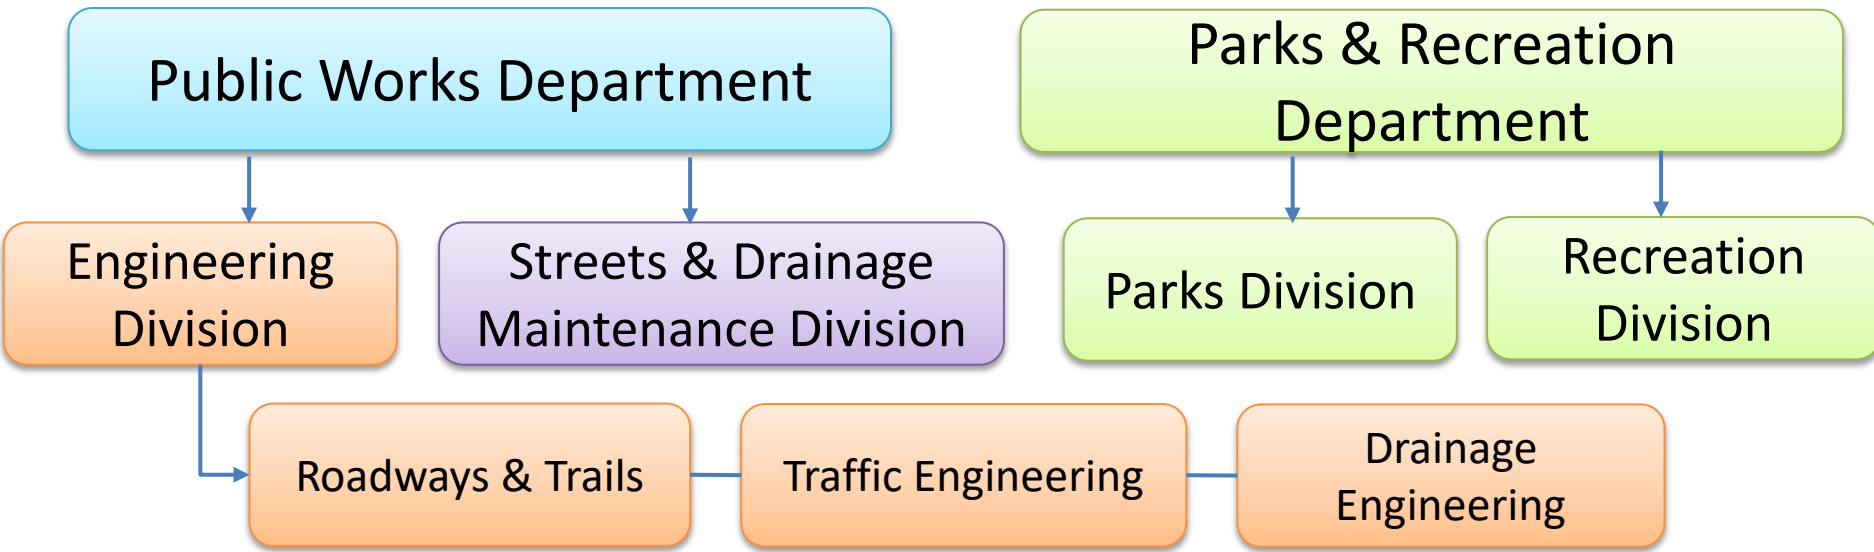 Public Works Department
Parks & Recreation
Department
Engineering
Division
Streets & Drainage
Maintenance Division
Parks Division
Recreation
Division
Roadways & Trails
Traffic Engineering
Drainage
Engineering